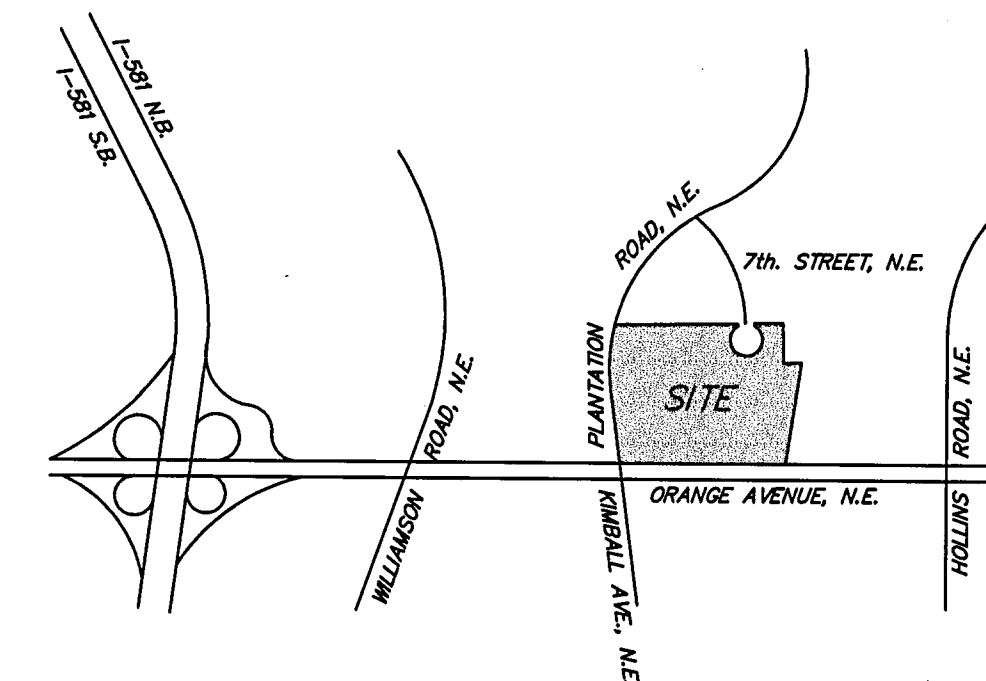 I-581 N.B.
I-581 S.B.
ROAD, N.E.
7th. STREET, N.E.
PLANTATION
SITE
ROAD, N.E.
ROAD, N.E.
ORANGE AVENUE, N.E.
WILLIAMSON
KIMBALL AVE., N.E
HOLLINS